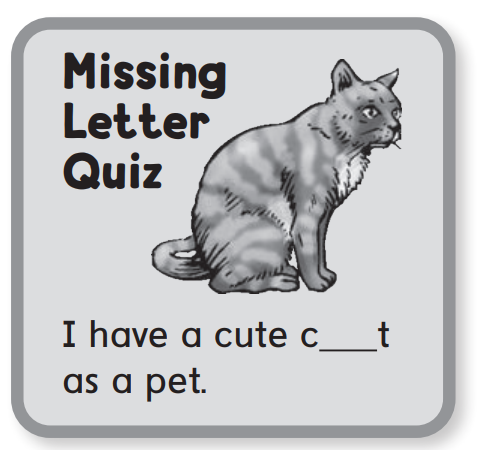 Missing
Letter
Quiz
I have a cute c___t
as a pet.